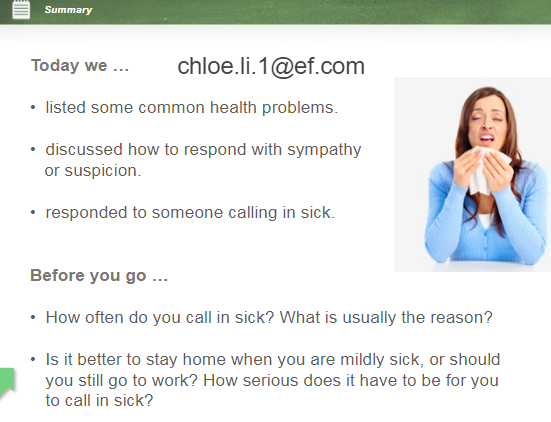 Summary
Today we …
chloe.li.1@ef.com
• listed some common health problems.
• discussed how to respond with sympathy
or suspicion.
• responded to someone calling in sick.
Before you go …
• How often do you call in sick? What is usually the reason?
• Is it better to stay home when you are mildly sick, or should
you still go to work? How serious does it have to be for you
to call in sick?